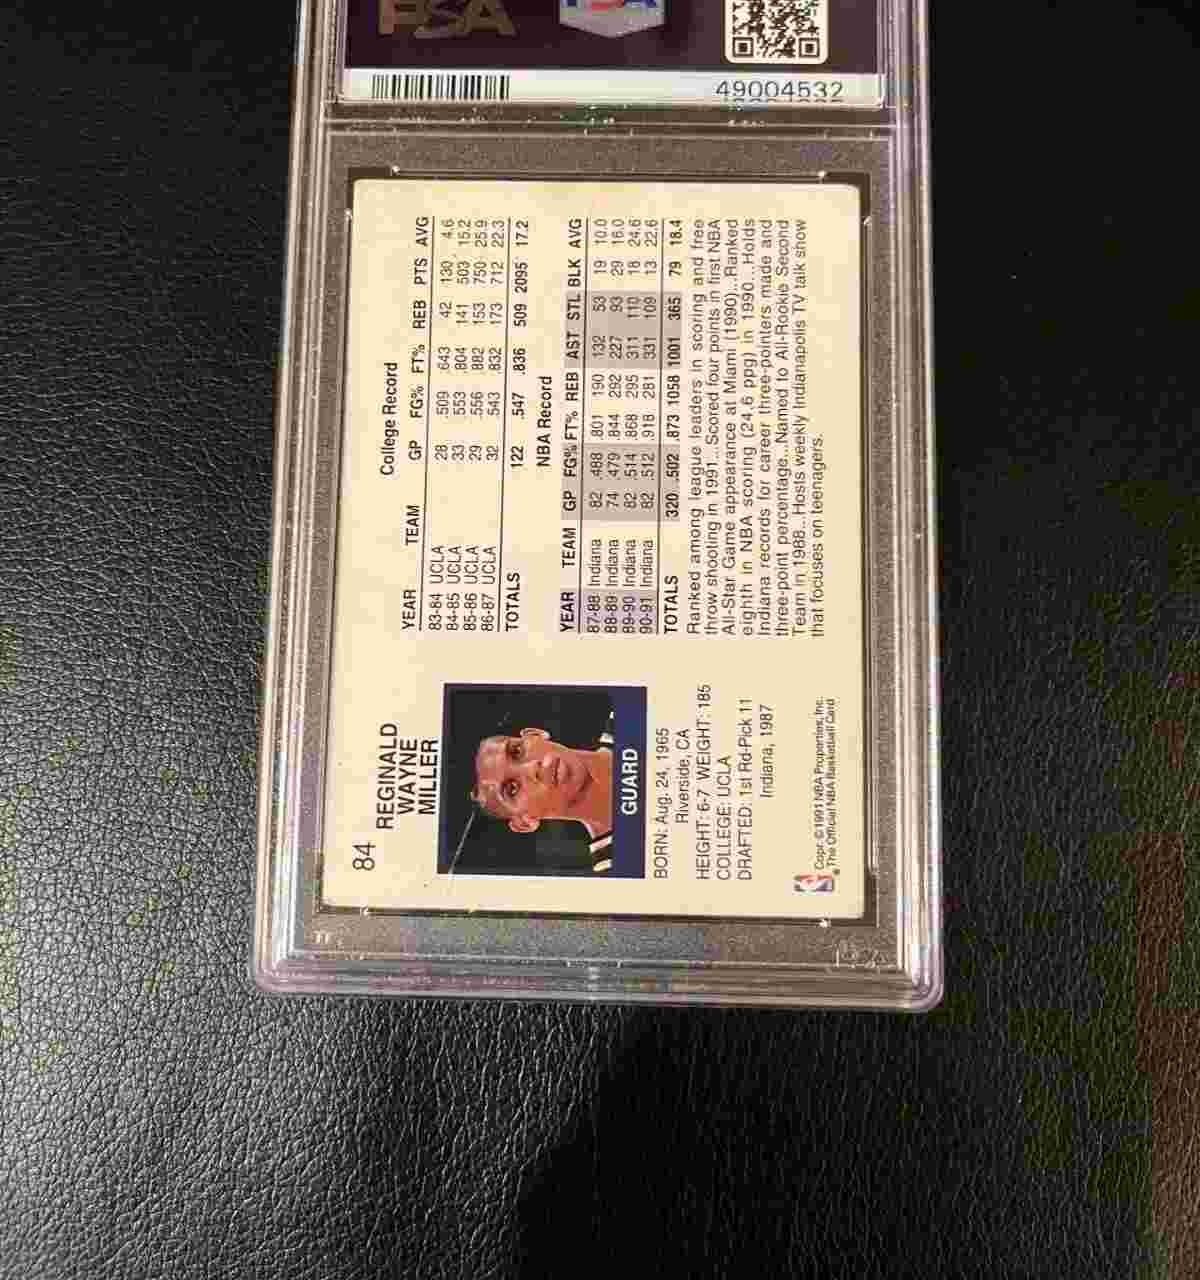 PSA
49004532
84
REGINALD
WAYNE
MILLER
GUARD
BORN: Aug. 24, 1965
Riverside, CA
HEIGHT: 6-7 WEIGHT: 185
COLLEGE: UCLA
DRAFTED: 1st Rd-Pick 11
Indiana, 1987
Copr. ©1991 NBA Properties, Inc.
The Official NBA Basketball Card
College Record
YEAR TEAM GP FG% FT% REB PTS AVG
83-84 UCLA 28 .509 .643 42 130 4.6
84-85 UCLA 33 .553 .804 141 503 15.2
85-86 UCLA 29 .556 .882 153 750 25.9
86-87 UCLA 32 .543 .832 173 712 22.3
TOTALS 122 .547 .836 509 2095 17.2
NBA Record
YEAR TEAM GP FG% FT% REB AST STL BLK AVG
87-88 Indiana 82 .488 .801 190 132 53 19 10.0
88-89 Indiana 74 .479 .844 292 227 93 29 16.0
89-90 Indiana 82 .514 .868 295 311 110 18 24.6
90-91 Indiana 82 .512 .918 281 331 109 13 22.6
TOTALS 320 .502 .873 1058 1001 365 79 18.4
Ranked among league leaders in scoring and free
throw shooting in 1991...Scored four points in first NBA
All-Star Game appearance at Miami (1990)...Ranked
eighth in NBA scoring (24.6 ppg) in 1990...Holds
Indiana records for career three-pointers made and
three-point percentage...Named to All-Rookie Second
Team in 1988...Hosts weekly Indianapolis TV talk show
that focuses on teenagers.